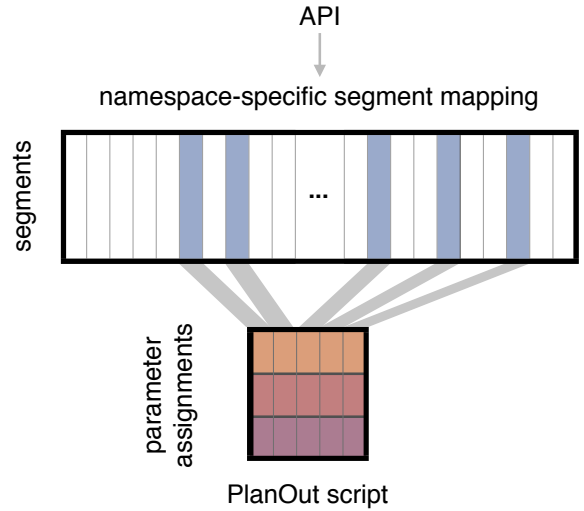 API
namespace-specific segment mapping
segments
...
parameter
assignments
PlanOut script